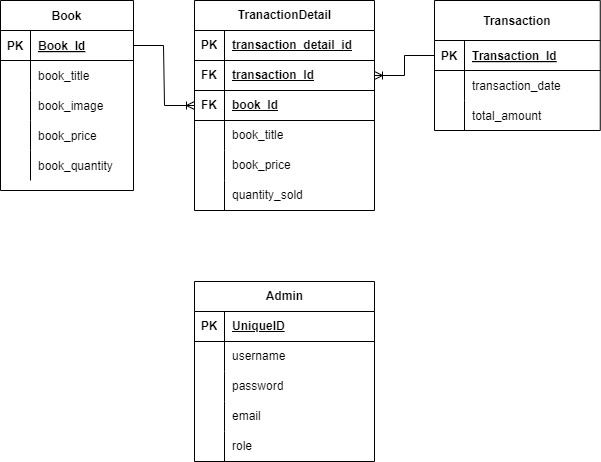 Book
PK Book_Id
book_title
book_image
book_price
book_quantity
TranactionDetail
PK transaction_detail_id
FK transaction_Id
FK book_Id
book_title
book_price
quantity_sold
Transaction
PK Transaction_Id
transaction_date
total_amount
Admin
PK UniqueID
username
password
email
role